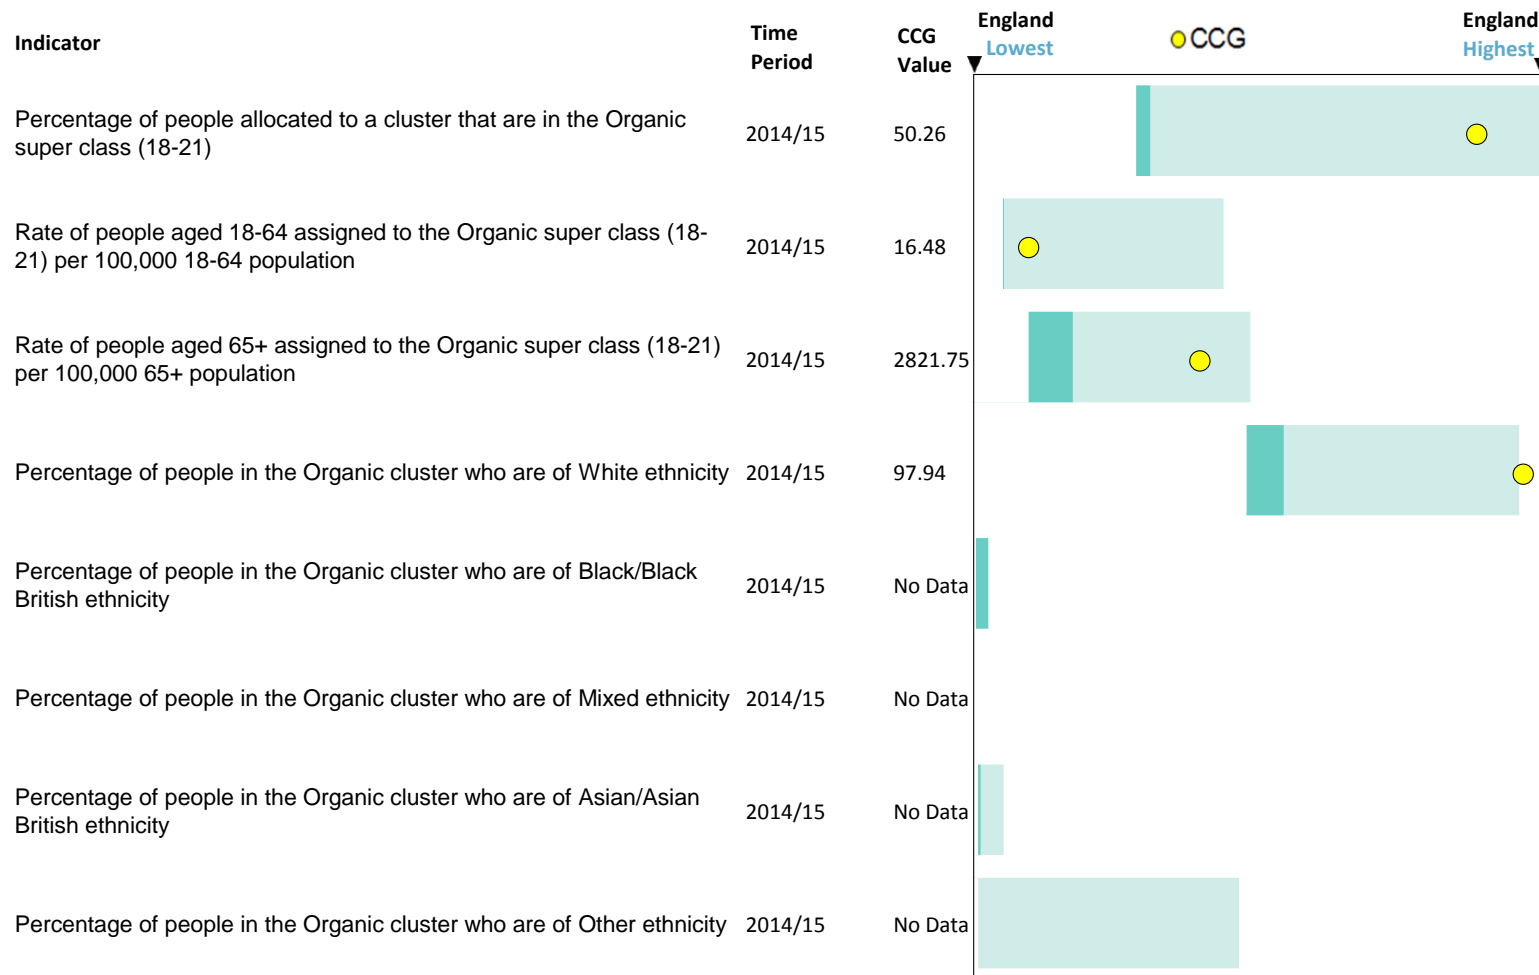 Indicator
Time
Period
CCG
Value
England
Lowest
CCG
England
Highest
Percentage of people allocated to a cluster that are in the Organic
super class (18-21)
2014/15
50.26
Rate of people aged 18-64 assigned to the Organic super class (18-
21) per 100,000 18-64 population
2014/15
16.48
Rate of people aged 65+ assigned to the Organic super class (18-21)
per 100,000 65+ population
2014/15
2821.75
Percentage of people in the Organic cluster who are of White ethnicity
2014/15
97.94
Percentage of people in the Organic cluster who are of Black/Black
British ethnicity
2014/15
No Data
Percentage of people in the Organic cluster who are of Mixed ethnicity
2014/15
No Data
Percentage of people in the Organic cluster who are of Asian/Asian
British ethnicity
2014/15
No Data
Percentage of people in the Organic cluster who are of Other ethnicity
2014/15
No Data